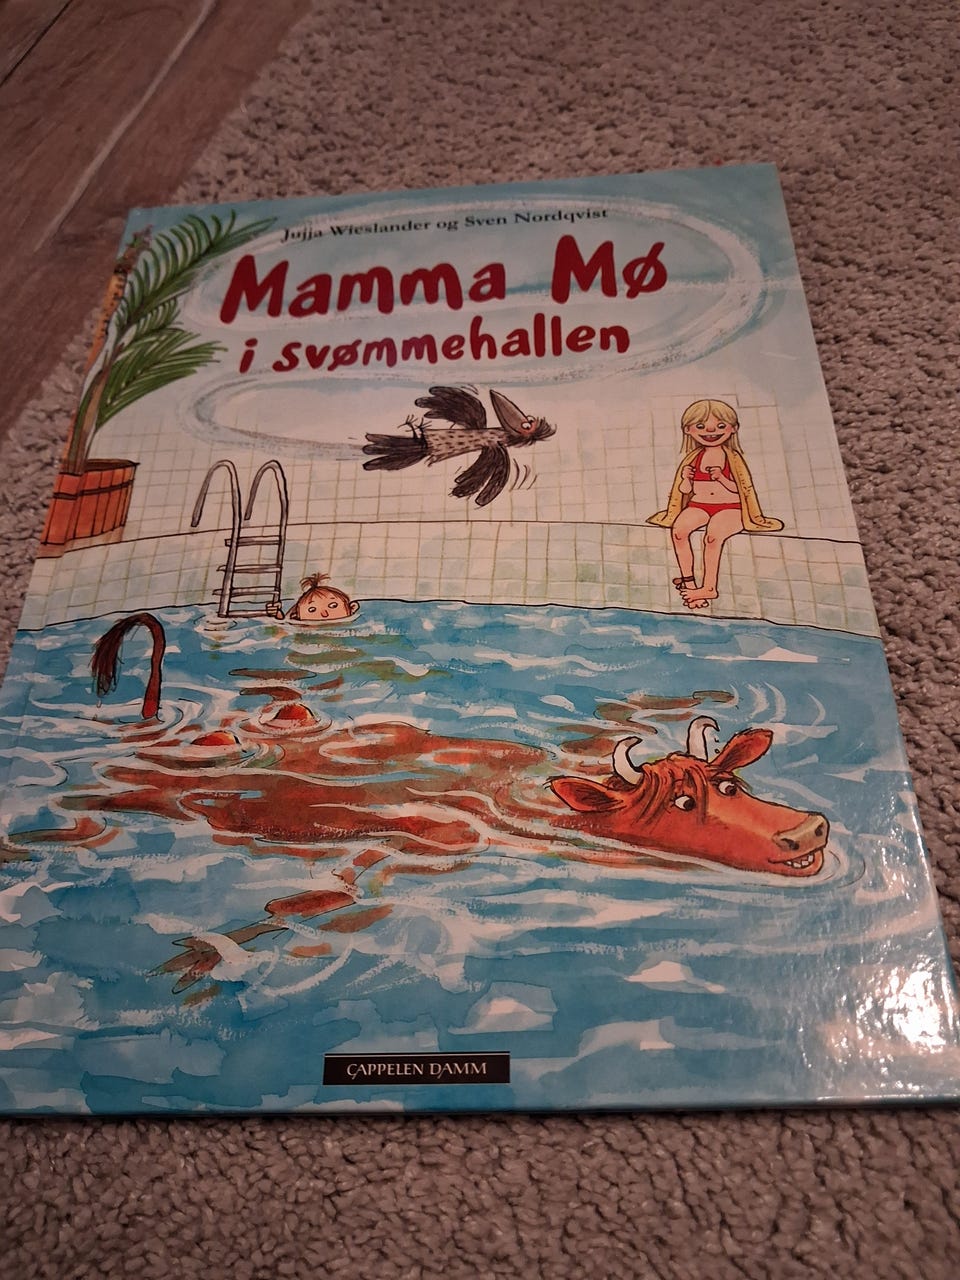 Jujja Wieslander og Sven Nordqvist
Mamma Mø
i svømmehallen
CAPPELEN DAMM